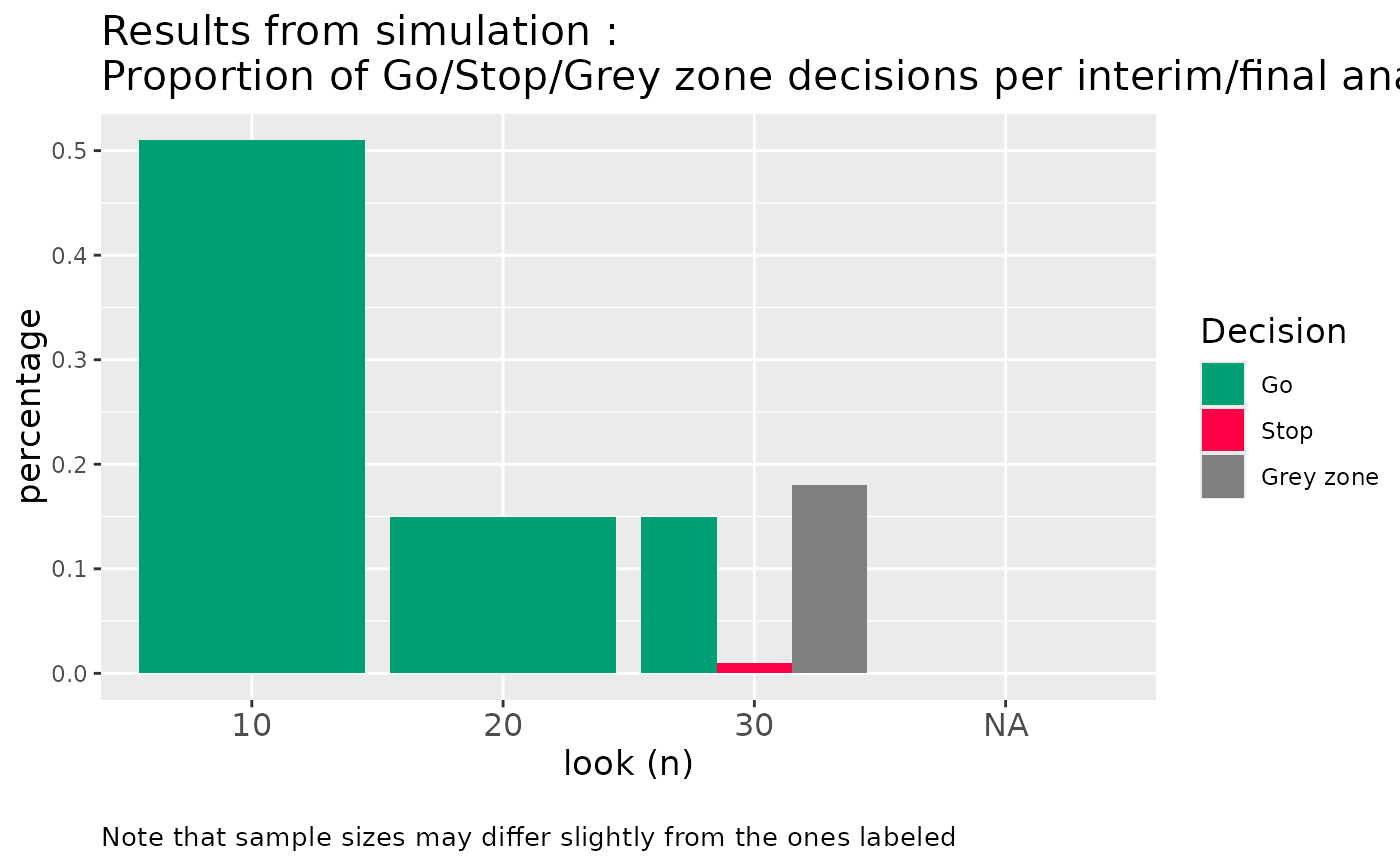 Results from simulation :
Proportion of Go/Stop/Grey zone decisions per interim/final
percentage
0.5
0.4
0.3
0.2
0.1
0.0
10 20 30 NA
look (n)
Decision
Go
Stop
Grey zone
Note that sample sizes may differ slightly from the ones labeled